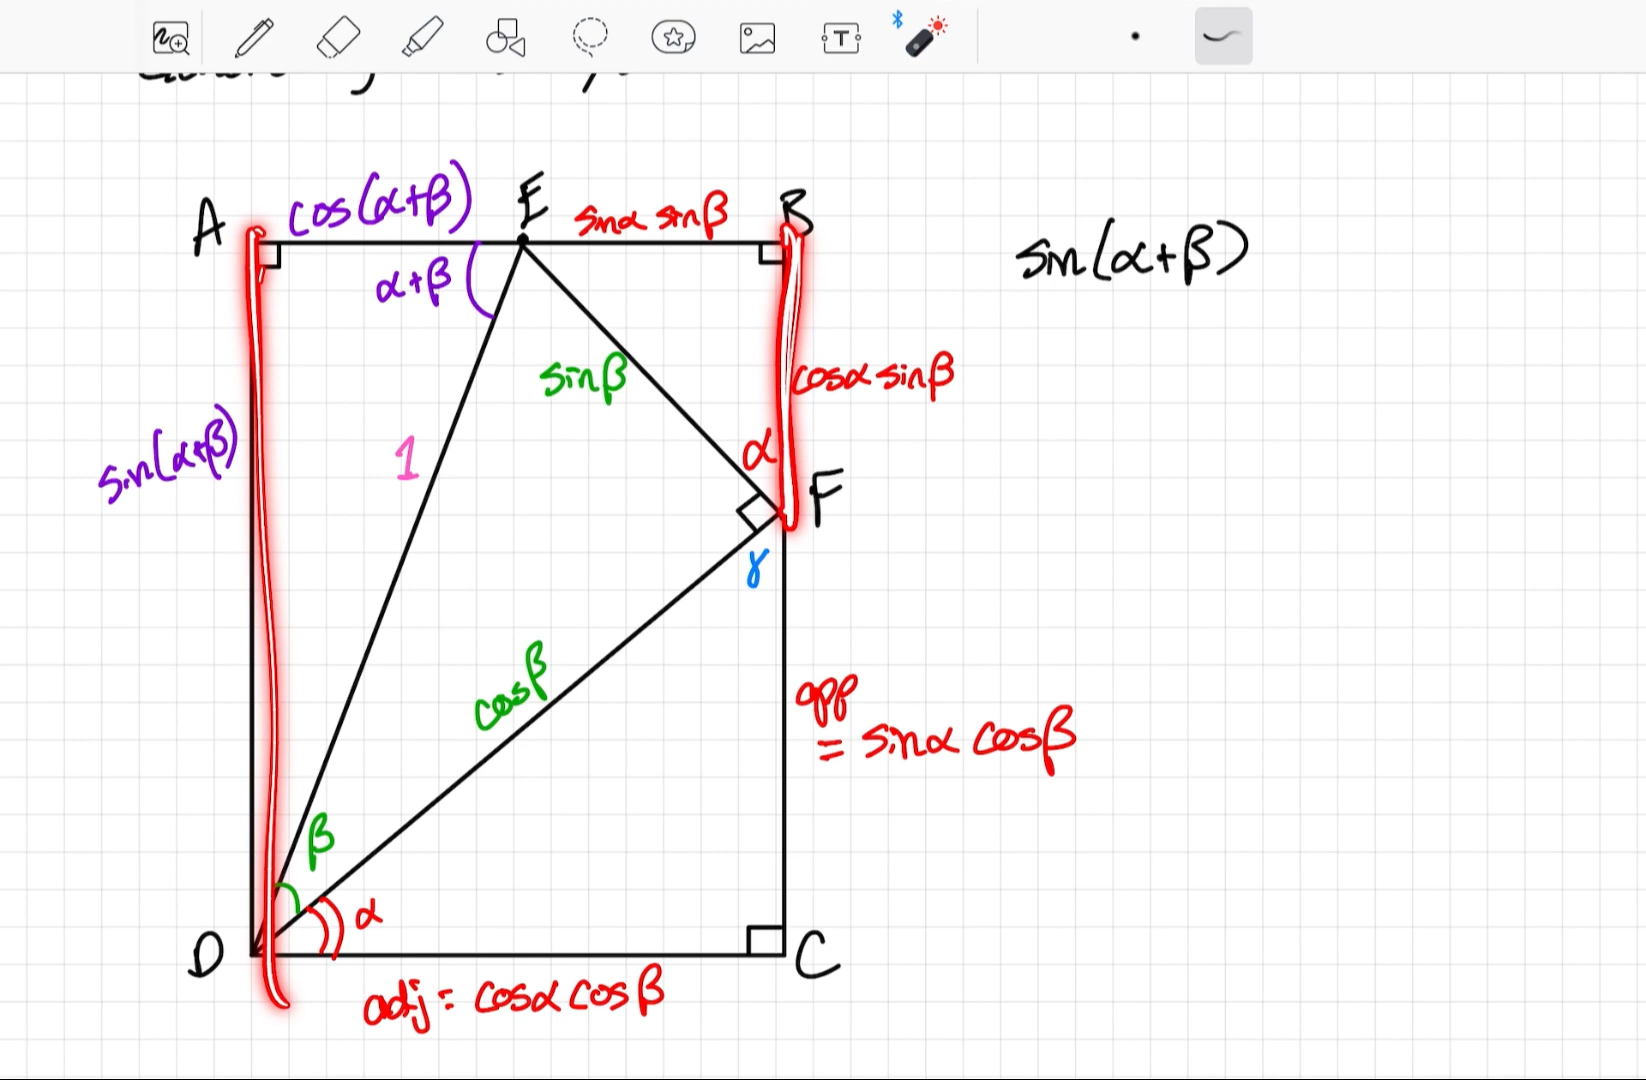 A
cos(α+β)
E
sinα sinβ
B
sin(α+β)
α+β
sinβ
cosα sinβ
sin(α+β)
1
α
F
γ
cosβ
opp
= sinα cosβ
β
α
D
C
adj = cosα cosβ
T